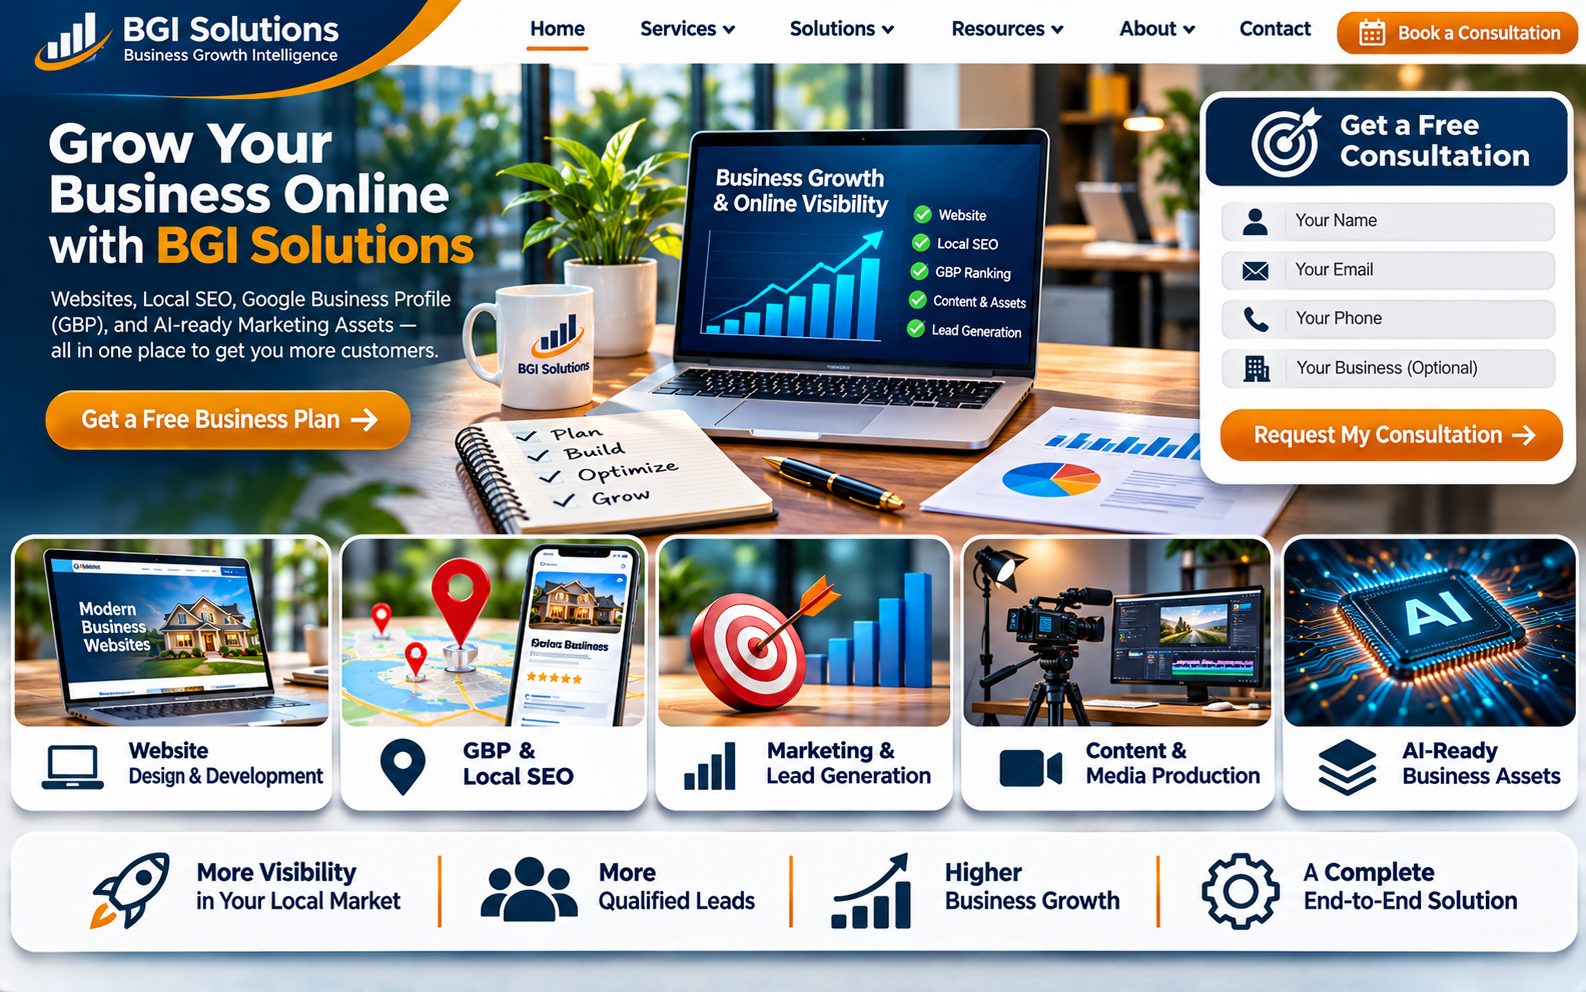 BGI Solutions
Business Growth Intelligence
Home
Services
Solutions
Resources
About
Contact
Book a Consultation
Grow Your
Business Online
with BGI Solutions
Websites, Local SEO, Google Business Profile
(GBP), and AI-ready Marketing Assets —
all in one place to get you more customers.
Get a Free Business Plan
BGI Solutions
Business Growth
& Online Visibility
Website
Local SEO
GBP Ranking
Content & Assets
Lead Generation
Plan
Build
Optimize
Grow
Get a Free
Consultation
Your Name
Your Email
Your Phone
Your Business (Optional)
Request My Consultation
Modern
Business
Websites
Business
AI
Website
Design & Development
GBP &
Local SEO
Marketing &
Lead Generation
Content &
Media Production
AI-Ready
Business Assets
More Visibility
in Your Local Market
More
Qualified Leads
Higher
Business Growth
A Complete
End-to-End Solution